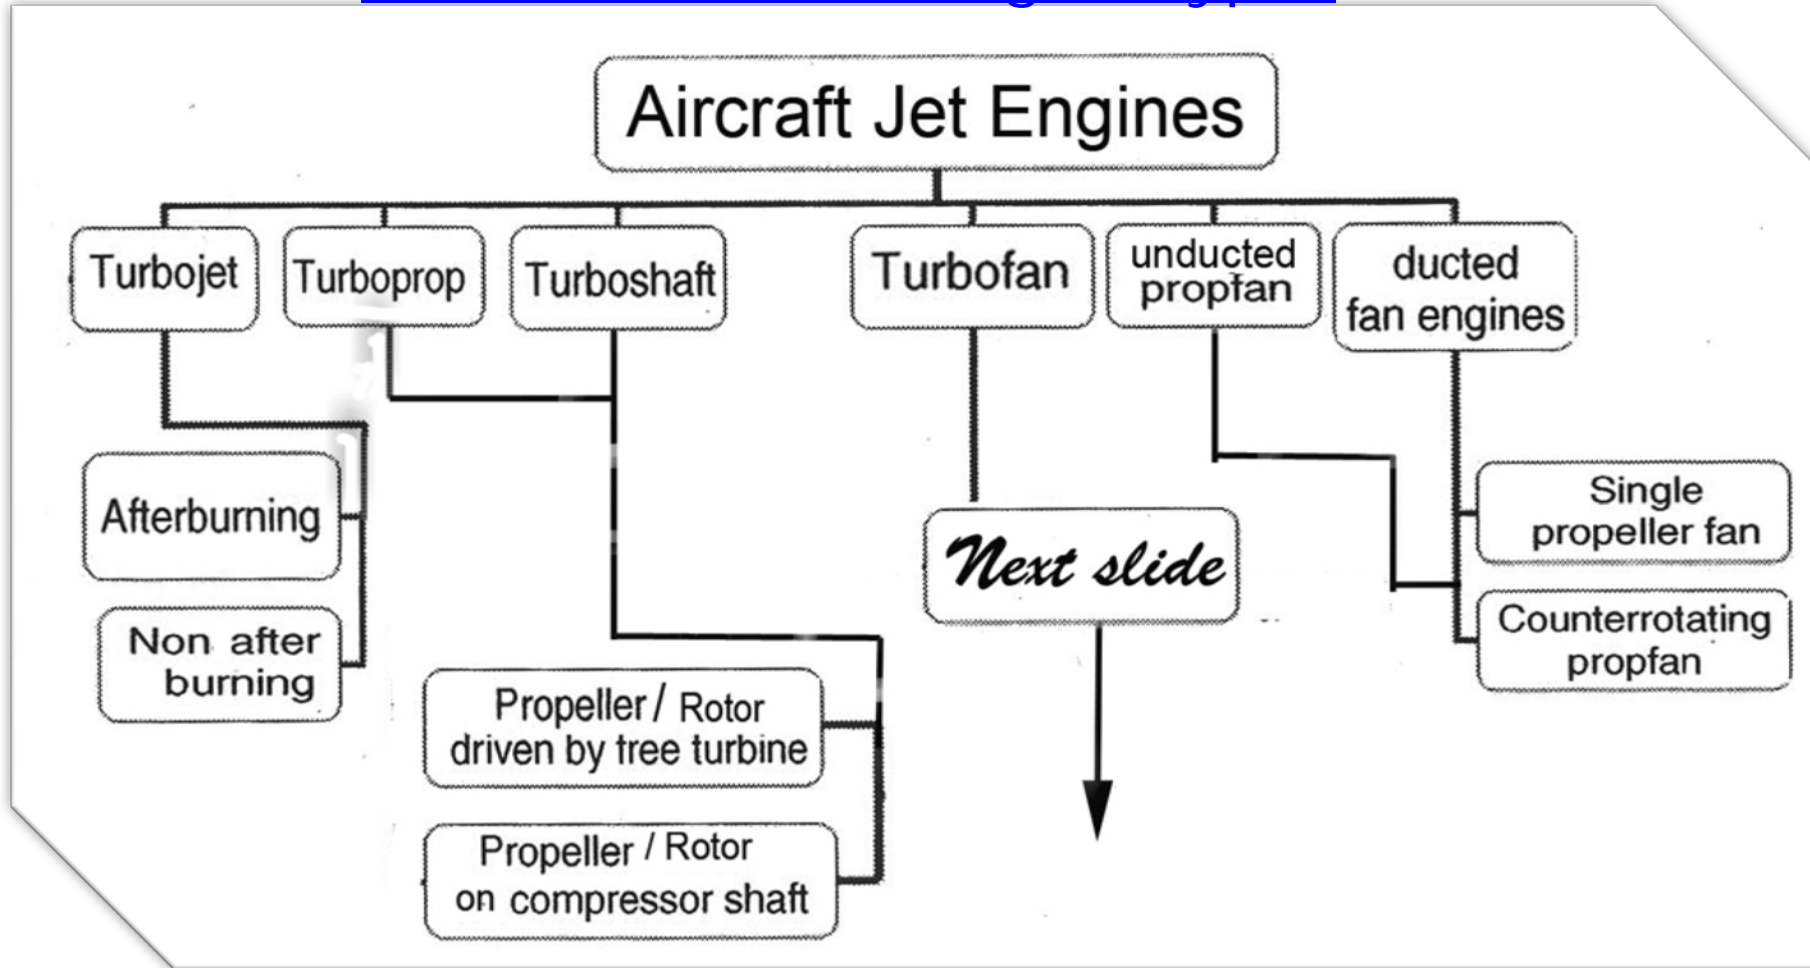 Aircraft Jet Engines
Turbojet
Turboprop
Turboshaft
Turbofan
unducted
propfan
ducted
fan engines
Afterburning
Non after
burning
Propeller / Rotor
driven by free turbine
Propeller / Rotor
on compressor shaft
Next slide
Single
propeller fan
Counterrotating
propfan